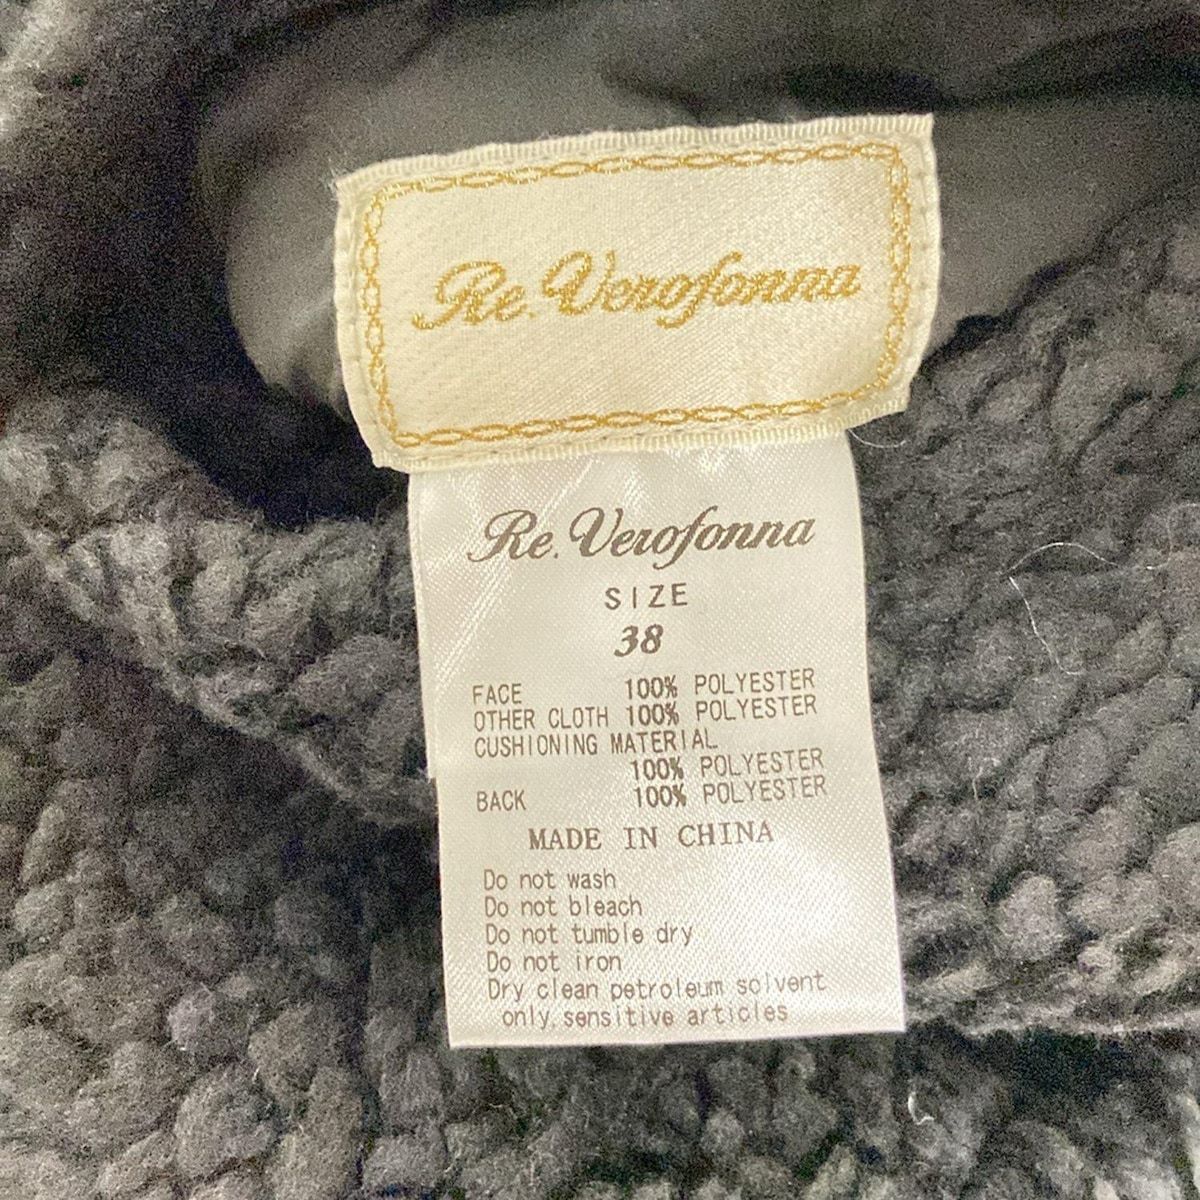 Re.Verofonna
Re.Verofonna
SIZE
38
FACE 100% POLYESTER
OTHER CLOTH 100% POLYESTER
CUSHIONING MATERIAL
100% POLYESTER
BACK 100% POLYESTER
MADE IN CHINA
Do not wash
Do not bleach
Do not tumble dry
Do not iron
Dry clean petroleum solvent
only.sensitive articles